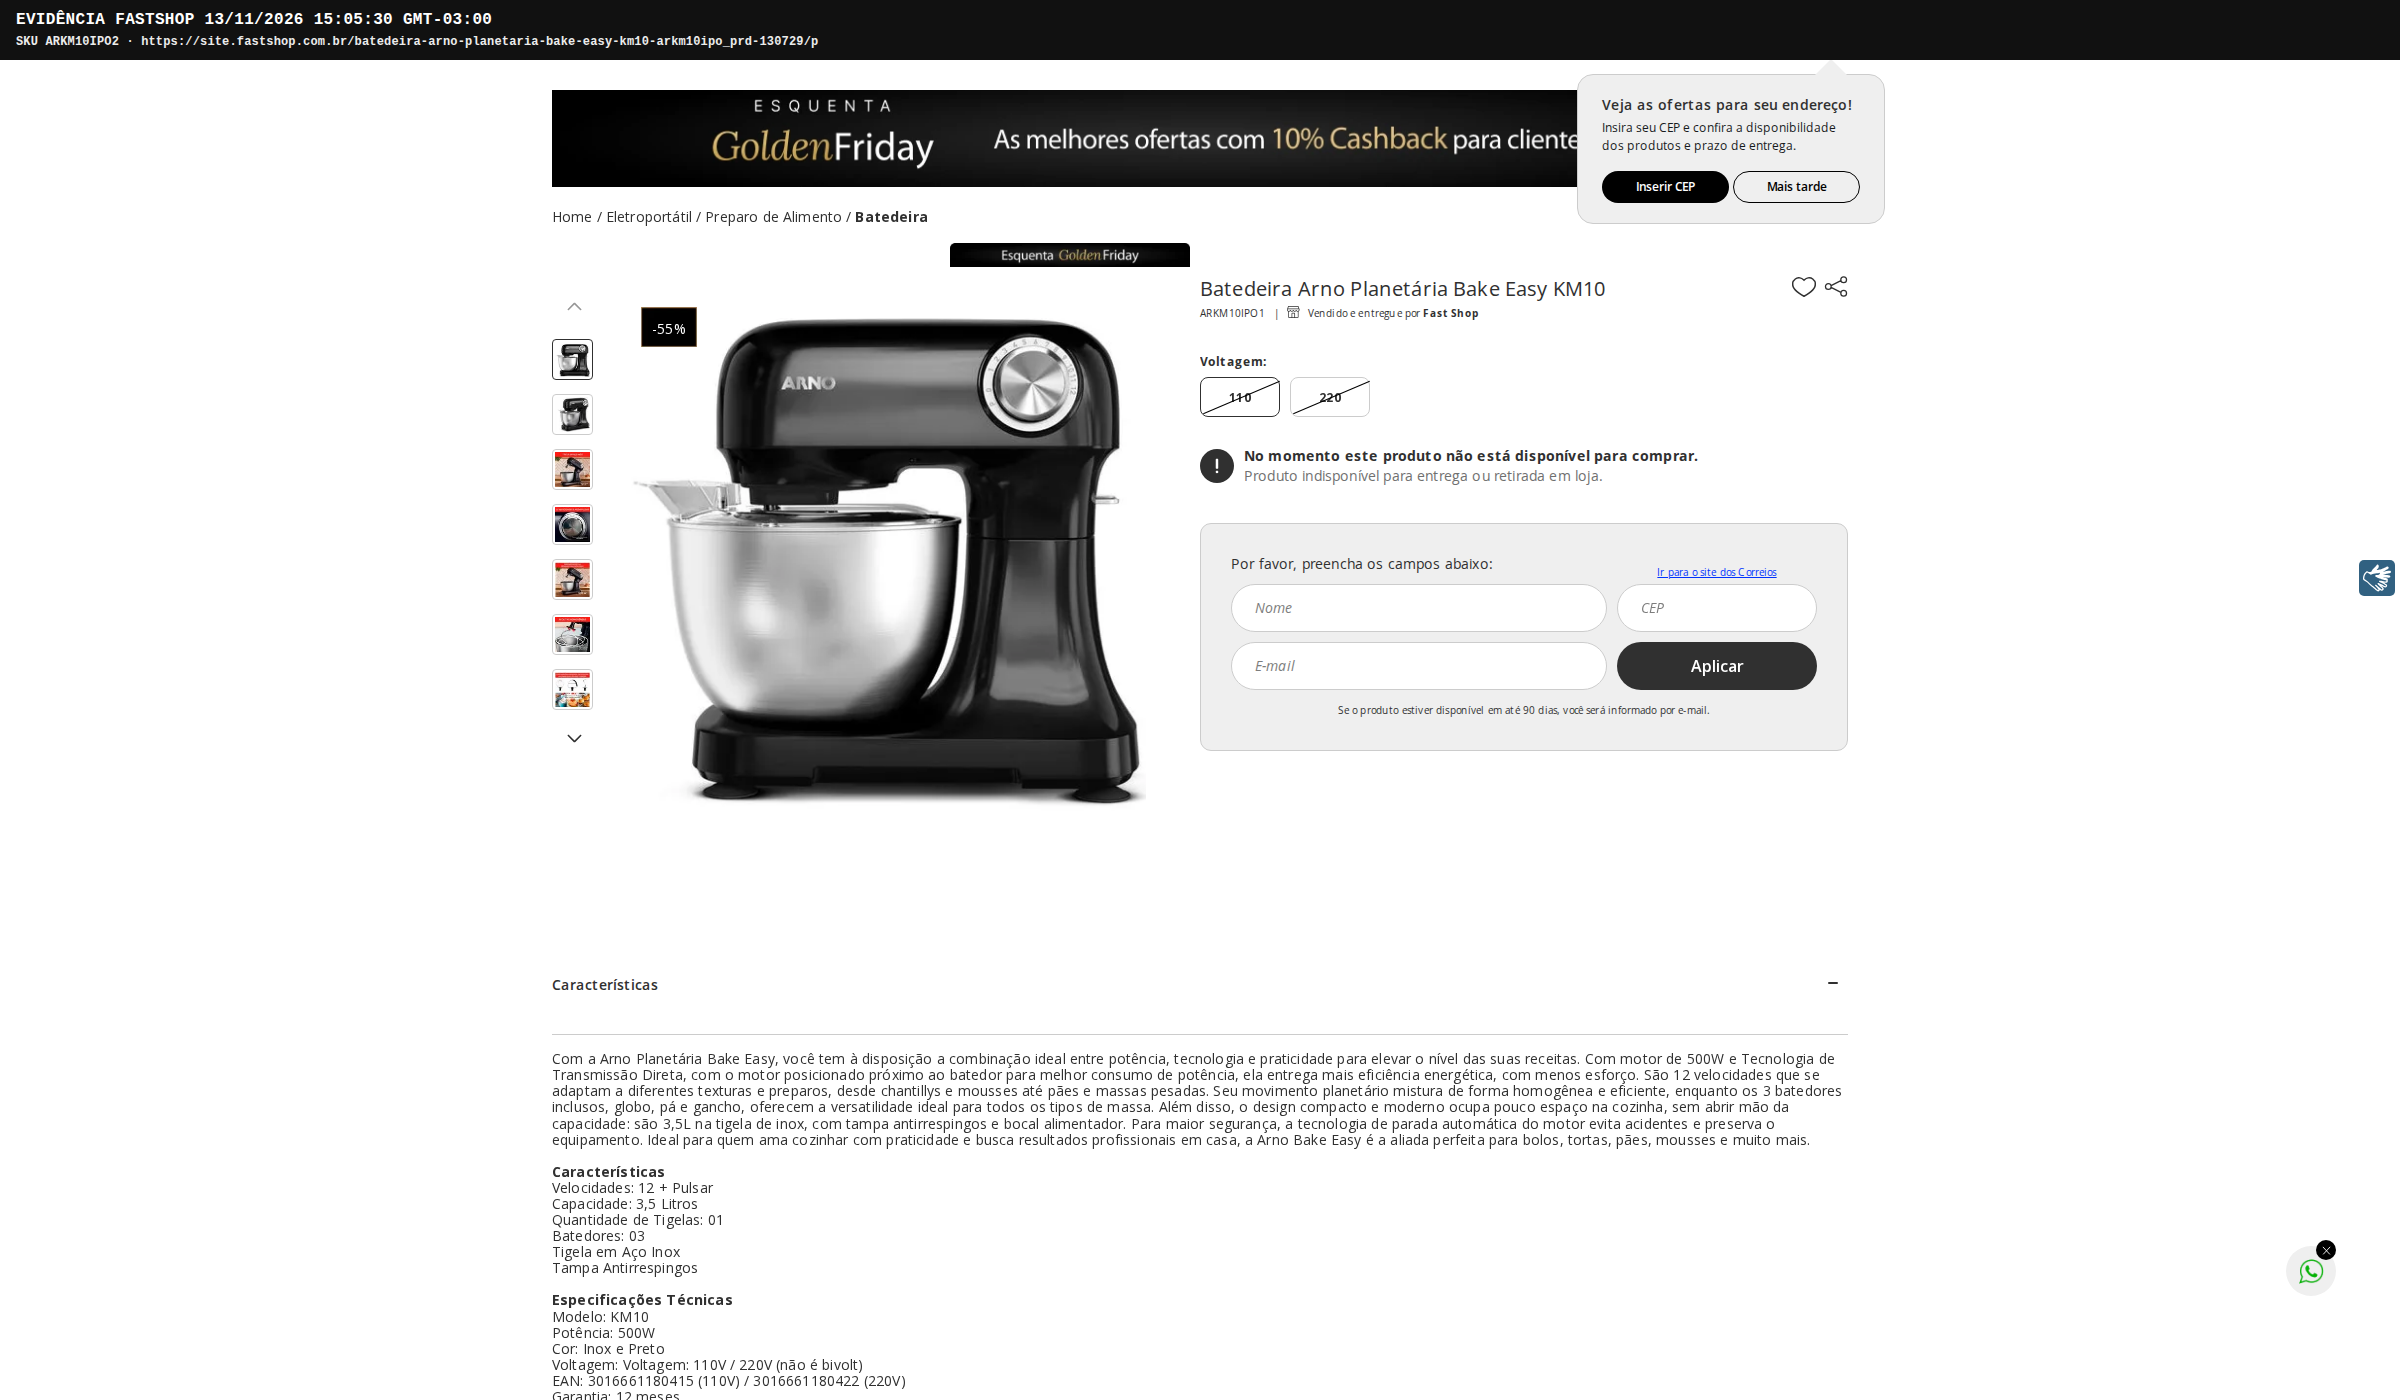 EVIDÊNCIA FASTSHOP 13/11/2026 15:05:30 GMT-03:00
SKU ARKM10IPO2 · https://site.fastshop.com.br/batedeira-arno-planetaria-bake-easy-km10-arkm10ipo_prd-130729/p
ESQUENTA
GoldenFriday
As melhores ofertas com 10% Cashback para cliente
Veja as ofertas para seu endereço!
Insira seu CEP e confira a disponibilidade
dos produtos e prazo de entrega.
Inserir CEP
Mais tarde
Home / Eletroportátil / Preparo de Alimento / Batedeira
Esquenta GoldenFriday
-55%
ARNO
Batedeira Arno Planetária Bake Easy KM10
ARKM10IPO1 | Vendido e entregue por Fast Shop
Voltagem:
110
220
No momento este produto não está disponível para comprar.
Produto indisponível para entrega ou retirada em loja.
Por favor, preencha os campos abaixo:
Ir para o site dos Correios
Nome
CEP
E-mail
Aplicar
Se o produto estiver disponível em até 90 dias, você será informado por e-mail.
Características
Com a Arno Planetária Bake Easy, você tem à disposição a combinação ideal entre potência, tecnologia e praticidade para elevar o nível das suas receitas. Com motor de 500W e Tecnologia de
Transmissão Direta, com o motor posicionado próximo ao batedor para melhor consumo de potência, ela entrega mais eficiência energética, com menos esforço. São 12 velocidades que se
adaptam a diferentes texturas e preparos, desde chantillys e mousses até pães e massas pesadas. Seu movimento planetário mistura de forma homogênea e eficiente, enquanto os 3 batedores
inclusos, globo, pá e gancho, oferecem a versatilidade ideal para todos os tipos de massa. Além disso, o design compacto e moderno ocupa pouco espaço na cozinha, sem abrir mão da
capacidade: são 3,5L na tigela de inox, com tampa antirrespingos e bocal alimentador. Para maior segurança, a tecnologia de parada automática do motor evita acidentes e preserva o
equipamento. Ideal para quem ama cozinhar com praticidade e busca resultados profissionais em casa, a Arno Bake Easy é a aliada perfeita para bolos, tortas, pães, mousses e muito mais.
Características
Velocidades: 12 + Pulsar
Capacidade: 3,5 Litros
Quantidade de Tigelas: 01
Batedores: 03
Tigela em Aço Inox
Tampa Antirrespingos
Especificações Técnicas
Modelo: KM10
Potência: 500W
Cor: Inox e Preto
Voltagem: Voltagem: 110V / 220V (não é bivolt)
EAN: 3016661180415 (110V) / 3016661180422 (220V)
Garantia: 12 meses